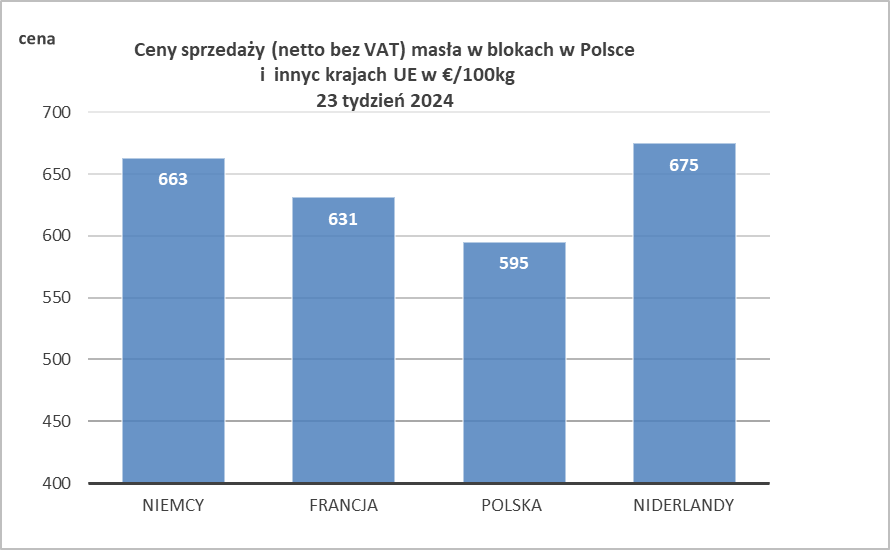 cena
Ceny sprzedaży (netto bez VAT) masła w blokach w Polsce
i innyc krajach UE w €/100kg
23 tydzień 2024
700
650
600
550
500
450
400
663
631
595
675
NIEMCY
FRANCJA
POLSKA
NIDERLANDY